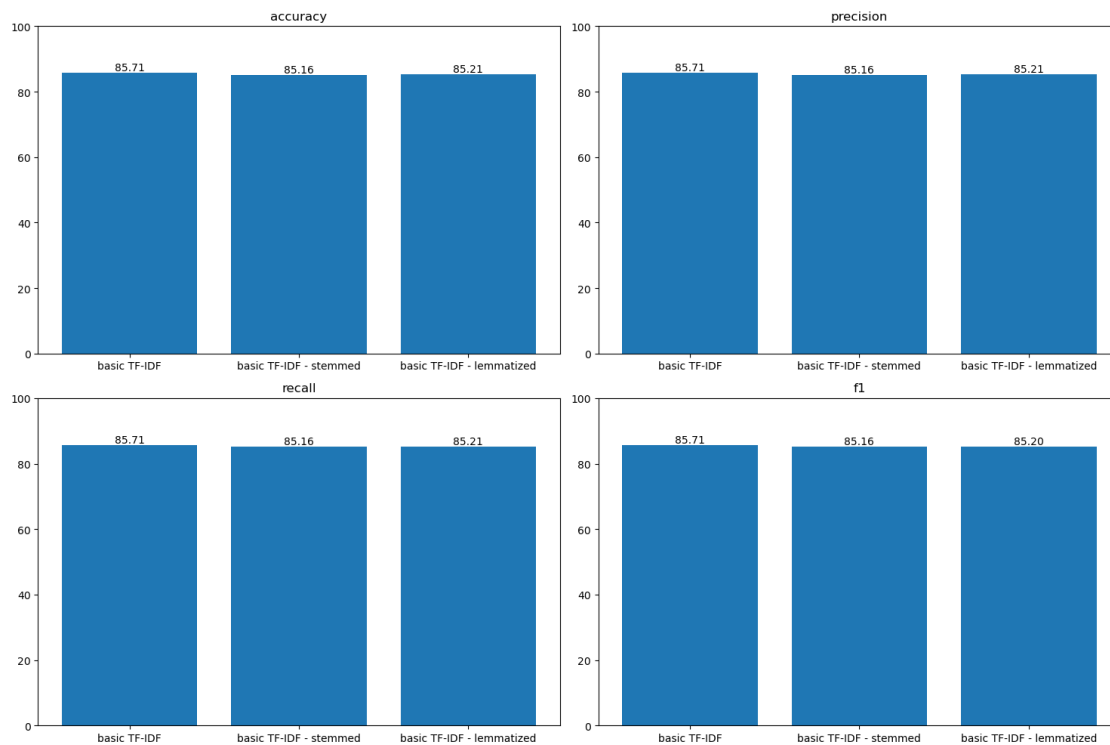 accuracy
100
80
60
40
20
0
85.71
85.16
85.21
basic TF-IDF
basic TF-IDF - stemmed
basic TF-IDF - lemmatized
precision
100
80
60
40
20
0
85.71
85.16
85.21
basic TF-IDF
basic TF-IDF - stemmed
basic TF-IDF - lemmatized
recall
100
80
60
40
20
0
85.71
85.16
85.21
basic TF-IDF
basic TF-IDF - stemmed
basic TF-IDF - lemmatized
f1
100
80
60
40
20
0
85.71
85.16
85.20
basic TF-IDF
basic TF-IDF - stemmed
basic TF-IDF - lemmatized